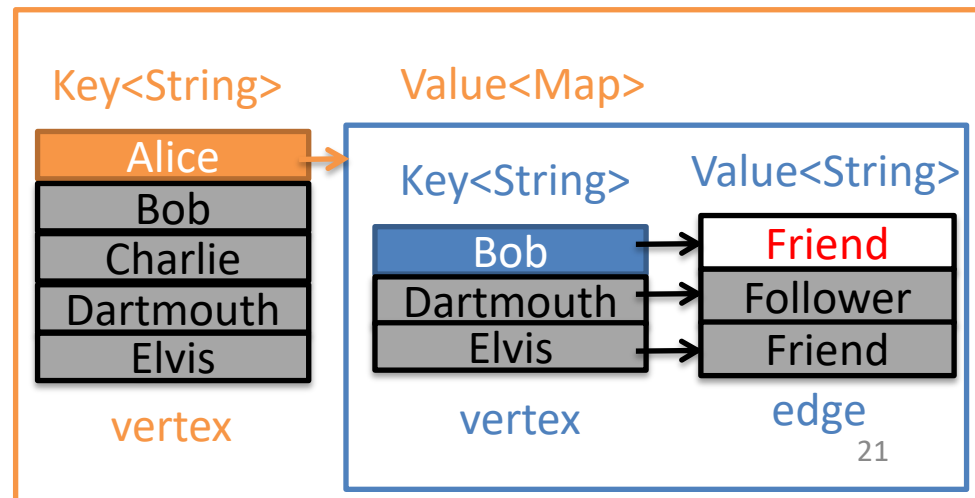 Key<String>
Value<Map>
Alice
Bob
Charlie
Dartmouth
Elvis
vertex
Key<String>
Value<String>
Bob
Friend
Dartmouth
Follower
Elvis
Friend
vertex
edge
21